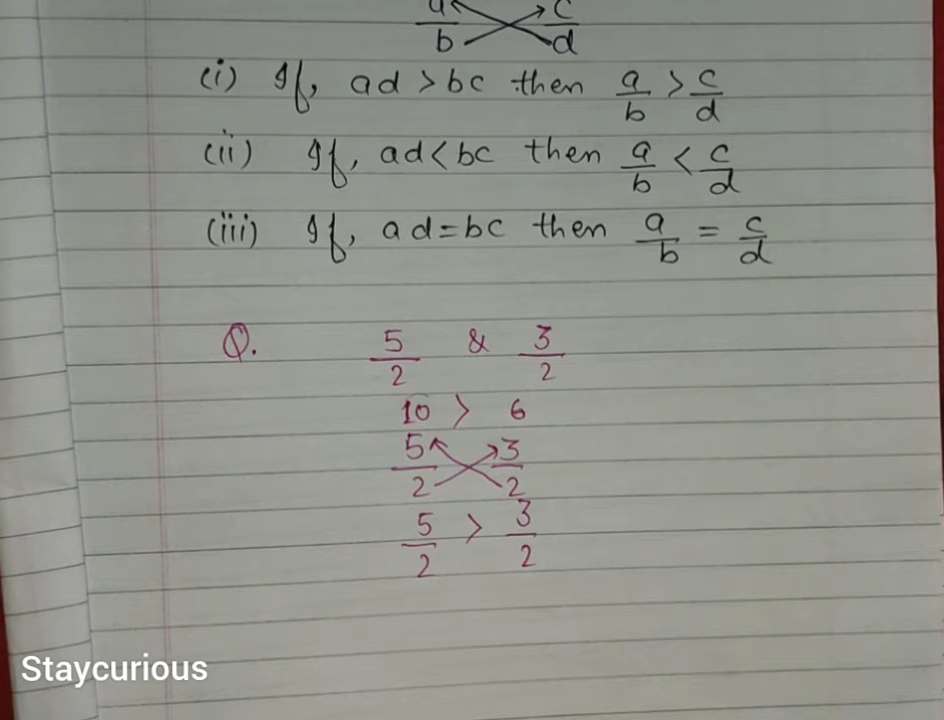 a/b c/d
(i) If, ad > bc then a/b > c/d
(ii) If, ad < bc then a/b < c/d
(iii) If, ad = bc then a/b = c/d
Q. 5/2 & 3/2
10 > 6
5/2 3/2
5/2 > 3/2
Staycurious